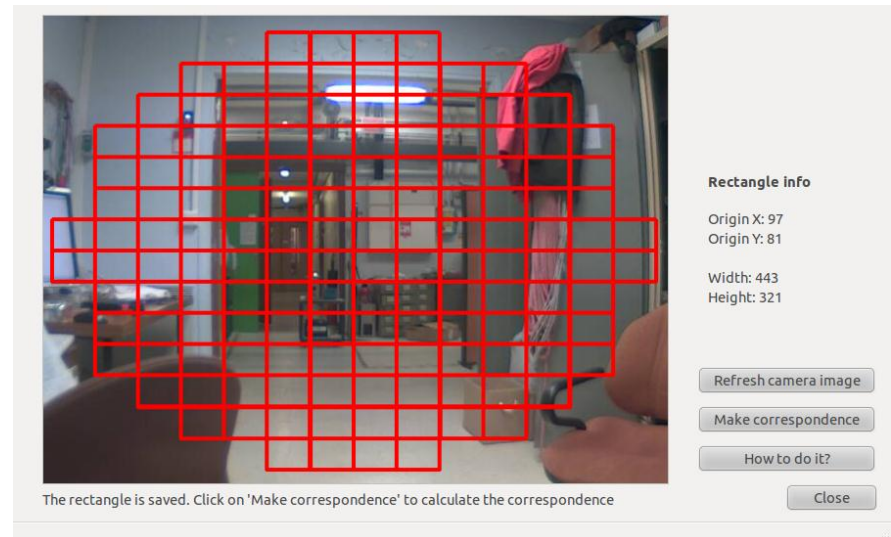 Rectangle info
Origin X: 97
Origin Y: 81
Width: 443
Height: 321
Refresh camera image
Make correspondence
How to do it?
Close
The rectangle is saved. Click on 'Make correspondence' to calculate the correspondence